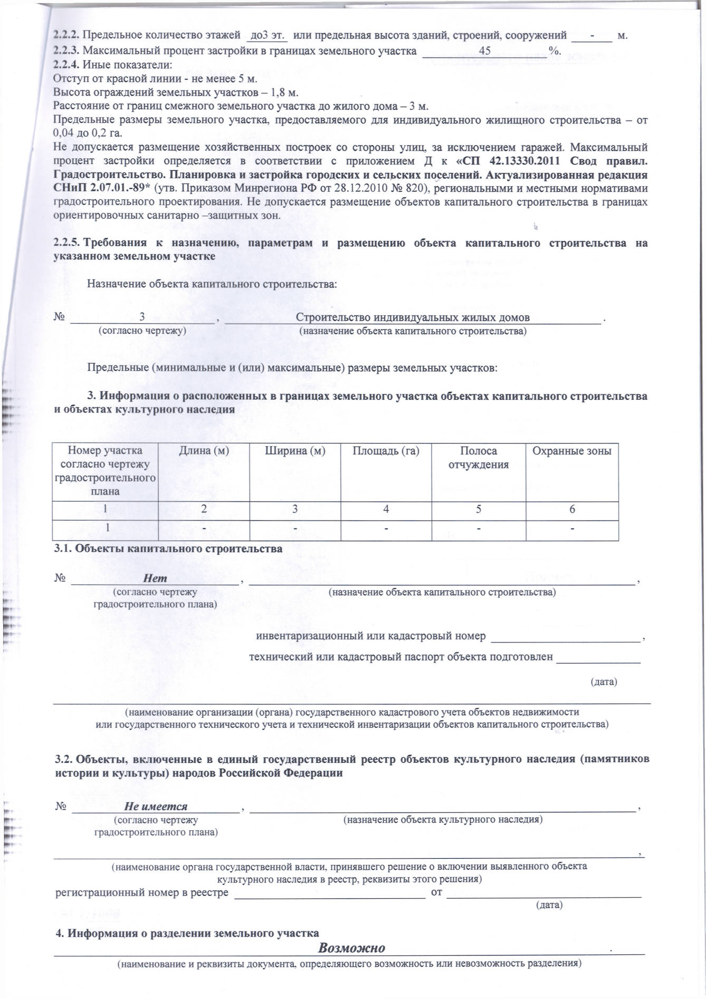 2.2.2. Предельное количество этажей до3 эт. или предельная высота зданий, строений, сооружений - м.
2.2.3. Максимальный процент застройки в границах земельного участка 45 %.
2.2.4. Иные показатели:
Отступ от красной линии - не менее 5 м.
Высота ограждений земельных участков – 1,8 м.
Расстояние от границ смежного земельного участка до жилого дома – 3 м.
Предельные размеры земельного участка, предоставляемого для индивидуального жилищного строительства – от
0,04 до 0,2 га.
Не допускается размещение хозяйственных построек со стороны улиц, за исключением гаражей. Максимальный
процент застройки определяется в соответствии с приложением Д к «СП 42.13330.2011 Свод правил.
Градостроительство. Планировка и застройка городских и сельских поселений. Актуализированная редакция
СНиП 2.07.01.-89* (утв. Приказом Минрегиона РФ от 28.12.2010 № 820), региональными и местными нормативами
градостроительного проектирования. Не допускается размещение объектов капитального строительства в границах
ориентировочных санитарно –защитных зон.
2.2.5. Требования к назначению, параметрам и размещению объекта капитального строительства на
указанном земельном участке
Назначение объекта капитального строительства:
№ 3 , Строительство индивидуальных жилых домов .
(согласно чертежу) (назначение объекта капитального строительства)
Предельные (минимальные и (или) максимальные) размеры земельных участков:
3. Информация о расположенных в границах земельного участка объектах капитального строительства
и объектах культурного наследия
Номер участка Длина (м) Ширина (м) Площадь (га) Полоса Охранные зоны
согласно чертежу отчуждения
градостроительного
плана
1 2 3 4 5 6
1 - - - - -
3.1. Объекты капитального строительства
№ Нет , ,
(согласно чертежу (назначение объекта капитального строительства)
градостроительного плана)
инвентаризационный или кадастровый номер ,
технический или кадастровый паспорт объекта подготовлен
(дата)
(наименование организации (органа) государственного кадастрового учета объектов недвижимости
или государственного технического учета и технической инвентаризации объектов капитального строительства)
3.2. Объекты, включенные в единый государственный реестр объектов культурного наследия (памятников
истории и культуры) народов Российской Федерации
№ Не имеется , ,
(согласно чертежу (назначение объекта культурного наследия)
градостроительного плана)
,
(наименование органа государственной власти, принявшего решение о включении выявленного объекта
культурного наследия в реестр, реквизиты этого решения)
регистрационный номер в реестре от
(дата)
4. Информация о разделении земельного участка
Возможно .
(наименование и реквизиты документа, определяющего возможность или невозможность разделения)